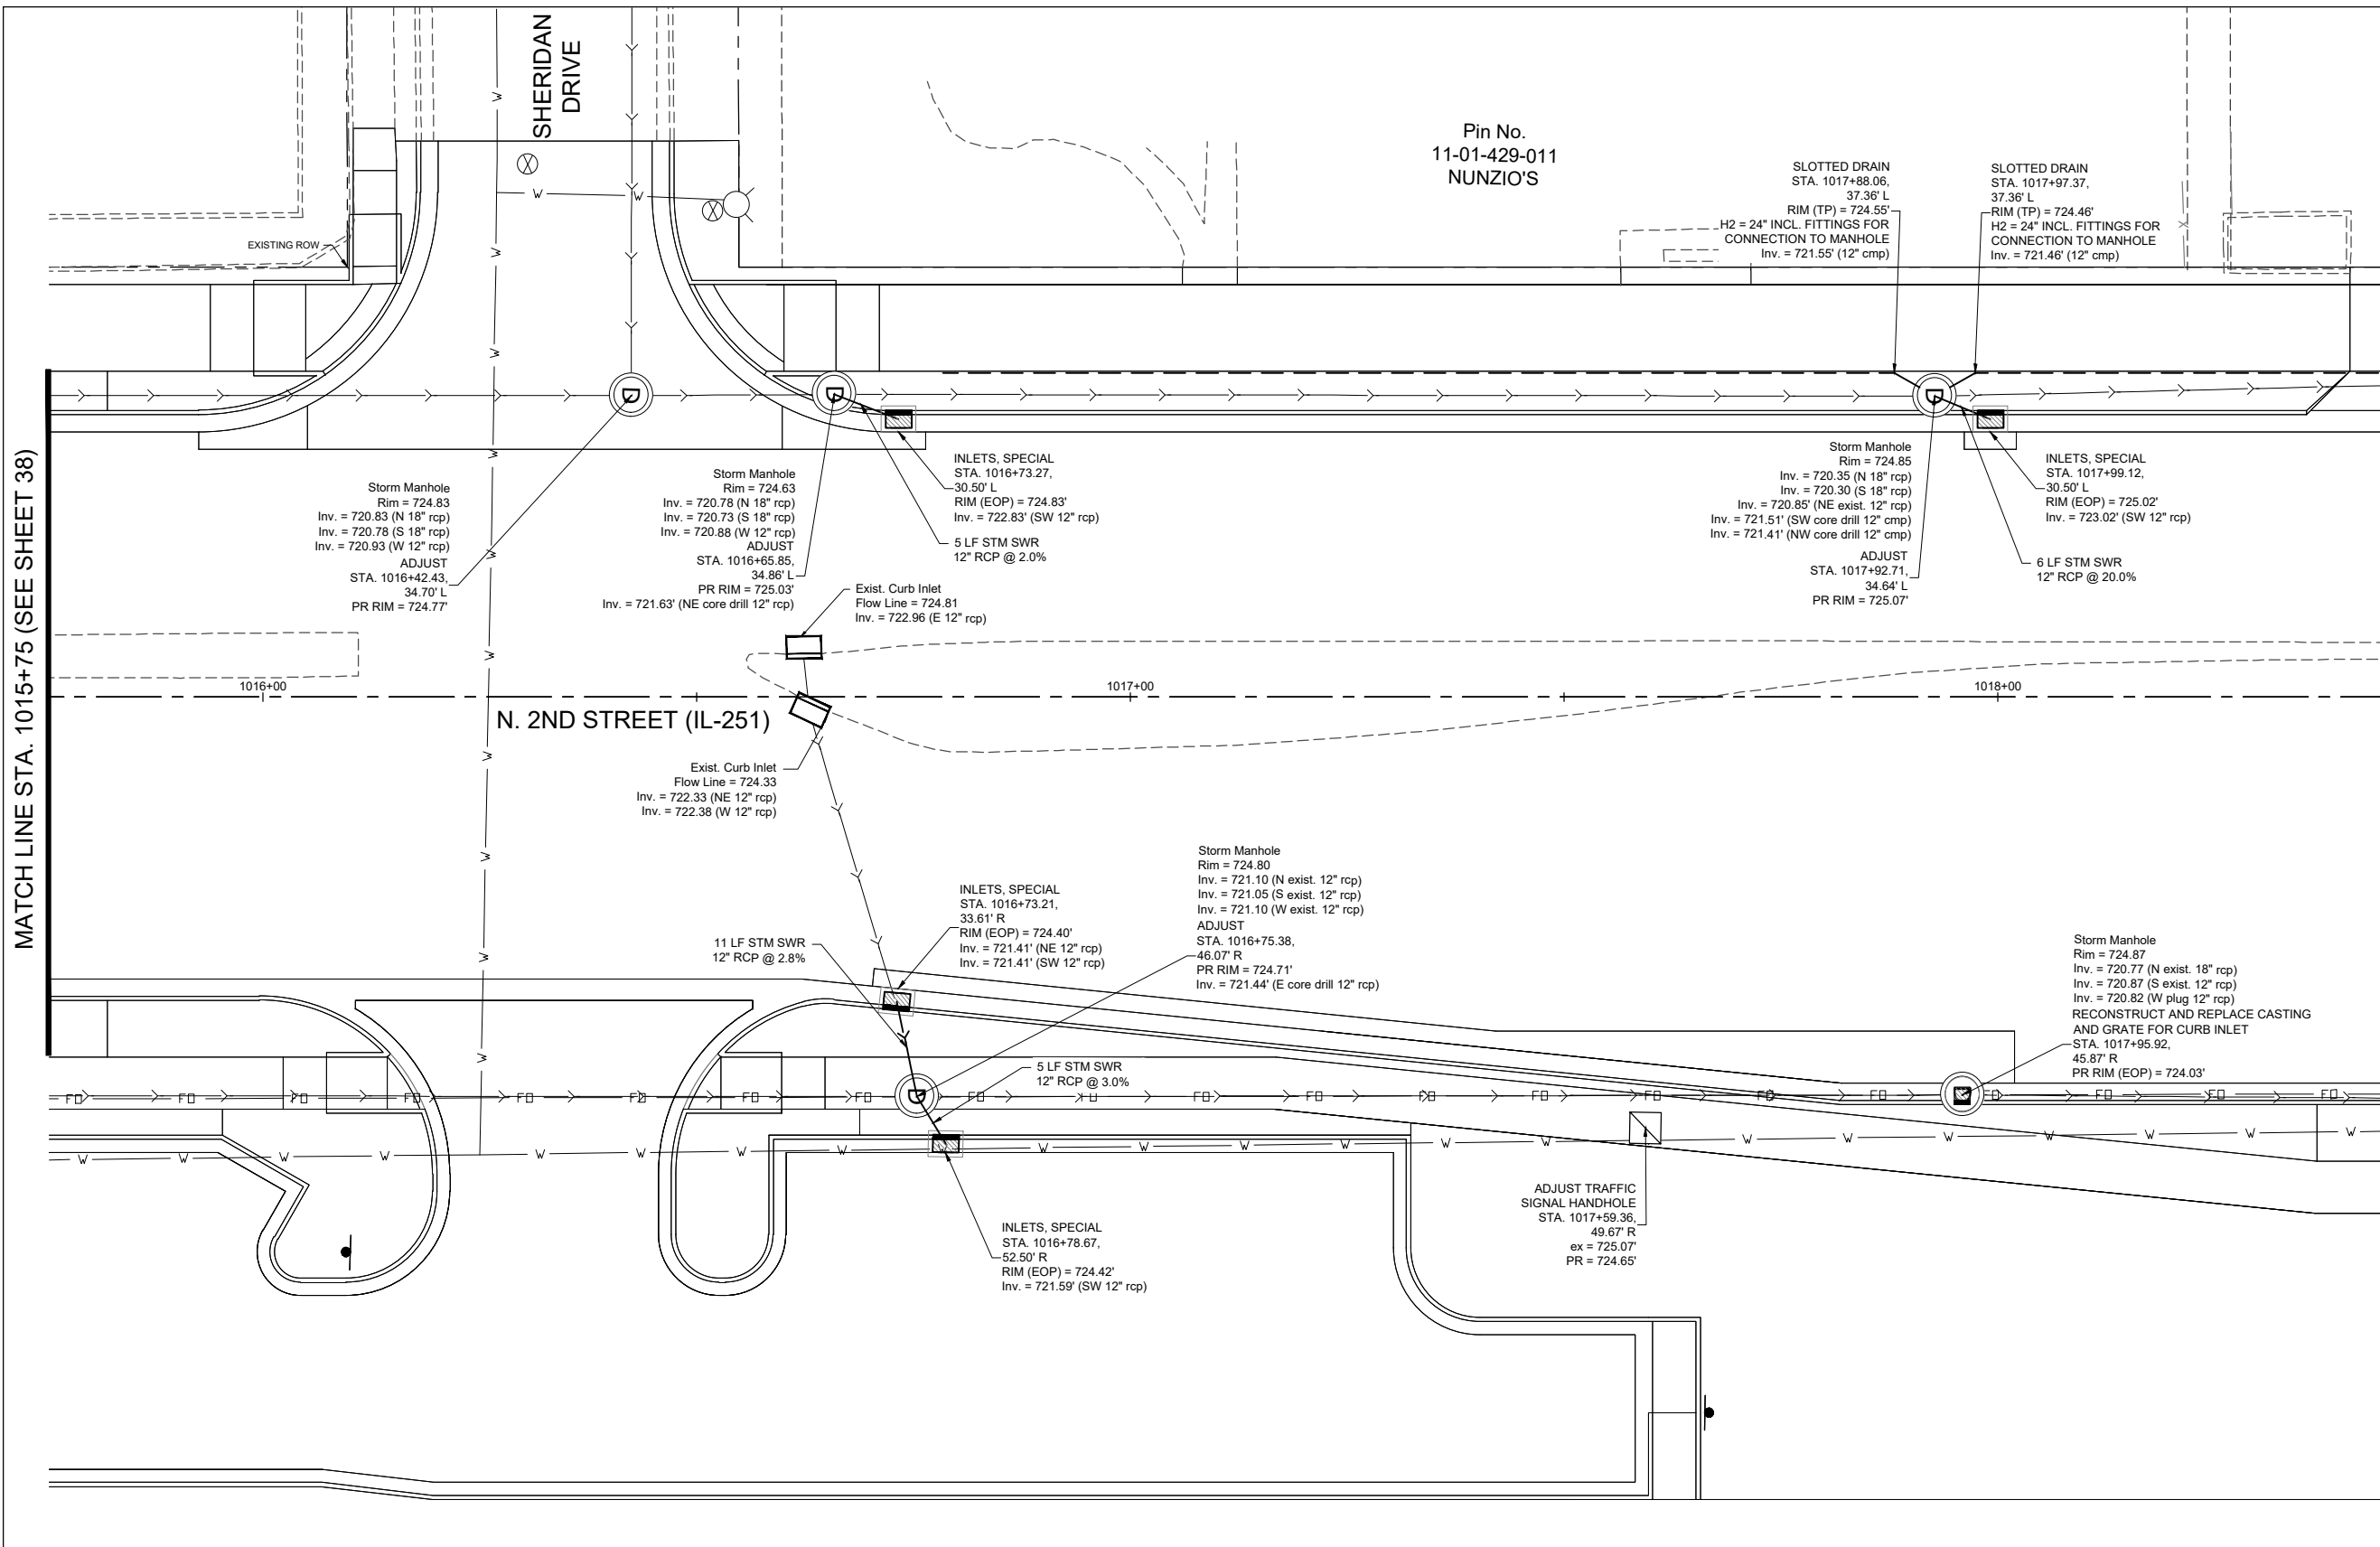 SHERIDAN
DRIVE
Pin No.
11-01-429-011
NUNZIO'S
SLOTTED DRAIN
STA. 1017+88.06,
37.36' L
RIM (TP) = 724.55'
H2 = 24" INCL. FITTINGS FOR
CONNECTION TO MANHOLE
Inv. = 721.55' (12" cmp)
SLOTTED DRAIN
STA. 1017+97.37,
37.36' L
RIM (TP) = 724.46'
H2 = 24" INCL. FITTINGS FOR
CONNECTION TO MANHOLE
Inv. = 721.46' (12" cmp)
EXISTING ROW
MATCH LINE STA. 1015+75 (SEE SHEET 38)
Storm Manhole
Rim = 724.83
Inv. = 720.83 (N 18" rcp)
Inv. = 720.78 (S 18" rcp)
Inv. = 720.93 (W 12" rcp)
ADJUST
STA. 1016+42.43,
34.70' L
PR RIM = 724.77'
Storm Manhole
Rim = 724.63
Inv. = 720.78 (N 18" rcp)
Inv. = 720.73 (S 18" rcp)
Inv. = 720.88 (W 12" rcp)
ADJUST
STA. 1016+65.85,
34.86' L
PR RIM = 725.03'
Inv. = 721.63' (NE core drill 12" rcp)
INLETS, SPECIAL
STA. 1016+73.27,
30.50' L
RIM (EOP) = 724.83'
Inv. = 722.83' (SW 12" rcp)
5 LF STM SWR
12" RCP @ 2.0%
Exist. Curb Inlet
Flow Line = 724.81
Inv. = 722.96 (E 12" rcp)
Storm Manhole
Rim = 724.85
Inv. = 720.35 (N 18" rcp)
Inv. = 720.30 (S 18" rcp)
Inv. = 720.85' (NE exist. 12" rcp)
Inv. = 721.51' (SW core drill 12" cmp)
Inv. = 721.41' (NW core drill 12" cmp)
ADJUST
STA. 1017+92.71,
34.64' L
PR RIM = 725.07'
INLETS, SPECIAL
STA. 1017+99.12,
30.50' L
RIM (EOP) = 725.02'
Inv. = 723.02' (SW 12" rcp)
6 LF STM SWR
12" RCP @ 20.0%
1016+00
1017+00
1018+00
N. 2ND STREET (IL-251)
Exist. Curb Inlet
Flow Line = 724.33
Inv. = 722.33 (NE 12" rcp)
Inv. = 722.38 (W 12" rcp)
11 LF STM SWR
12" RCP @ 2.8%
INLETS, SPECIAL
STA. 1016+73.21,
33.61' R
RIM (EOP) = 724.40'
Inv. = 721.41' (NE 12" rcp)
Inv. = 721.41' (SW 12" rcp)
Storm Manhole
Rim = 724.80
Inv. = 721.10 (N exist. 12" rcp)
Inv. = 721.05 (S exist. 12" rcp)
Inv. = 721.10 (W exist. 12" rcp)
ADJUST
STA. 1016+75.38,
46.07' R
PR RIM = 724.71'
Inv. = 721.44' (E core drill 12" rcp)
5 LF STM SWR
12" RCP @ 3.0%
Storm Manhole
Rim = 724.87
Inv. = 720.77 (N exist. 18" rcp)
Inv. = 720.87 (S exist. 12" rcp)
Inv. = 720.82 (W plug 12" rcp)
RECONSTRUCT AND REPLACE CASTING
AND GRATE FOR CURB INLET
STA. 1017+95.92,
45.87' R
PR RIM (EOP) = 724.03'
INLETS, SPECIAL
STA. 1016+78.67,
52.50' R
RIM (EOP) = 724.42'
Inv. = 721.59' (SW 12" rcp)
ADJUST TRAFFIC
SIGNAL HANDHOLE
STA. 1017+59.36,
49.67' R
ex = 725.07'
PR = 724.65'